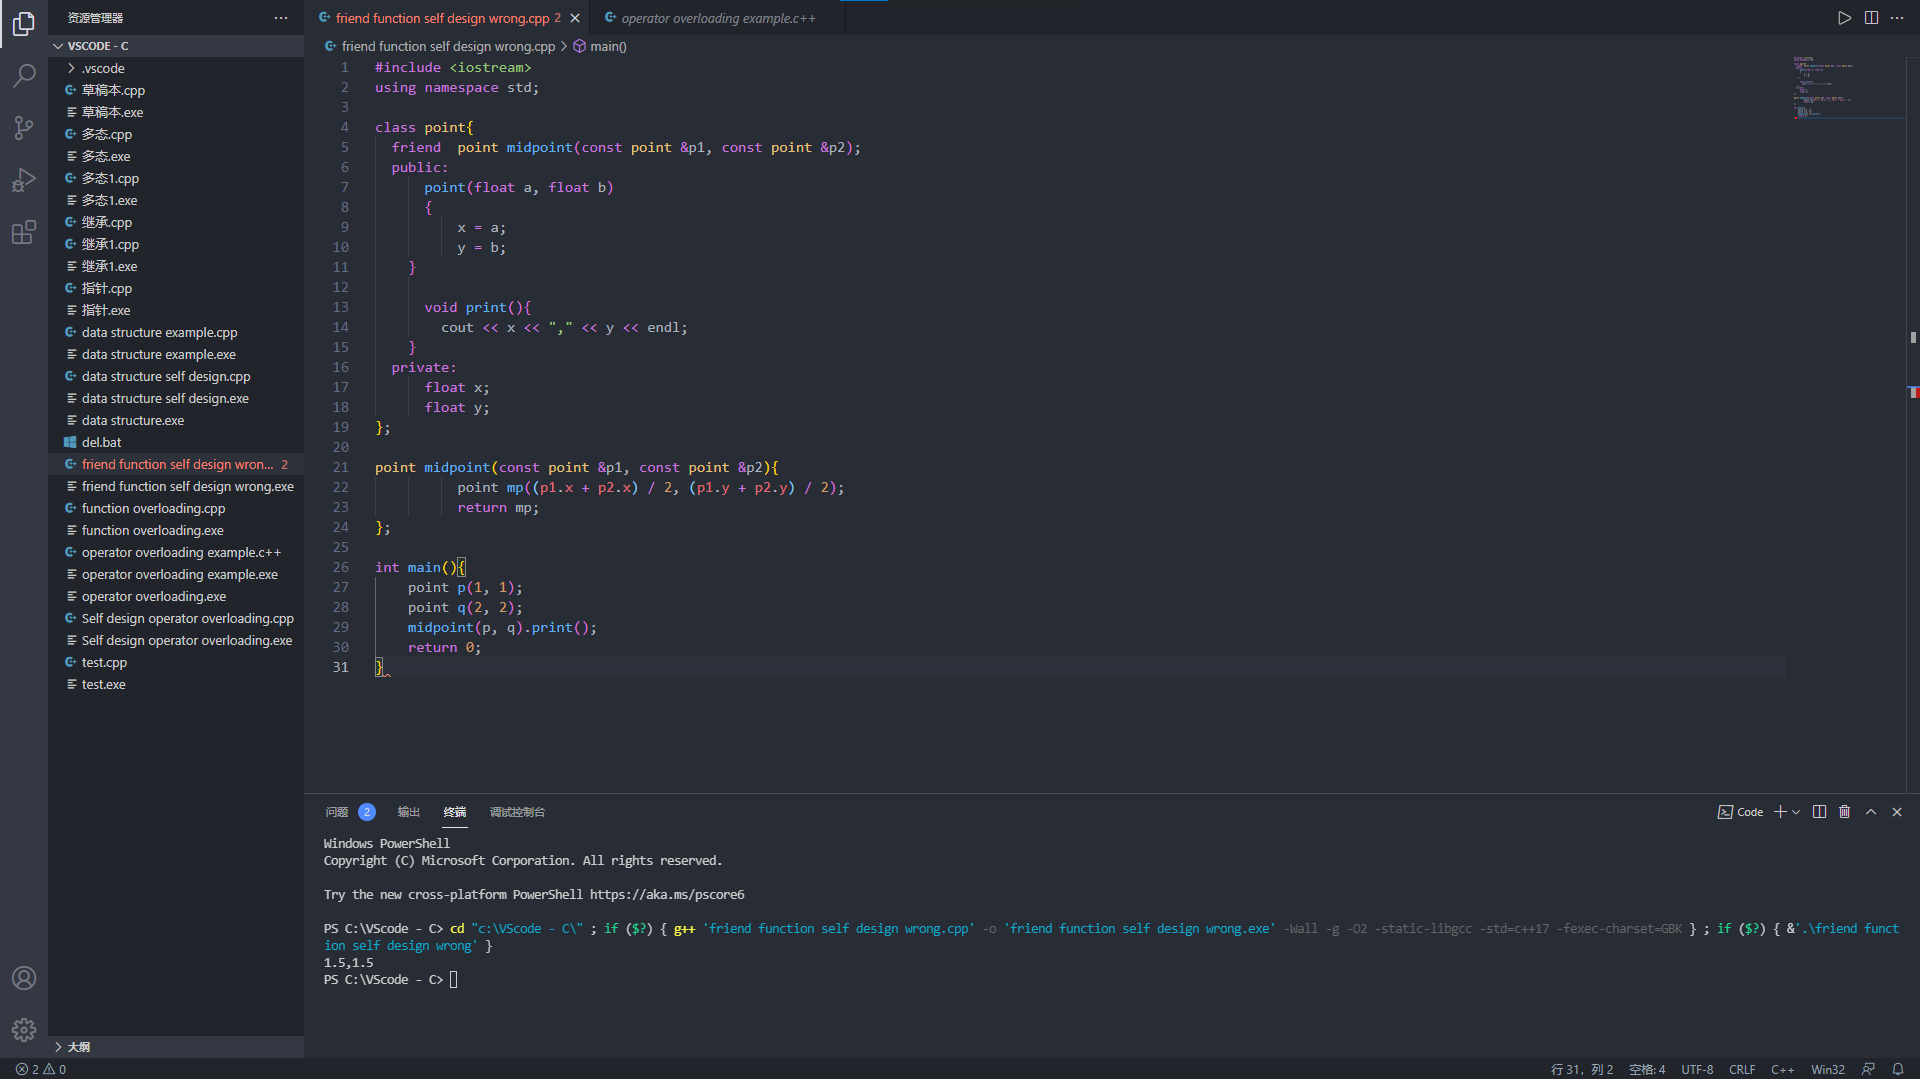 资源管理器
VSCODE - C
.vscode
草稿本.cpp
草稿本.exe
多态.cpp
多态.exe
多态1.cpp
多态1.exe
继承.cpp
继承1.cpp
继承1.exe
指针.cpp
指针.exe
data structure example.cpp
data structure example.exe
data structure self design.cpp
data structure self design.exe
data structure.exe
del.bat
friend function self design wron... 2
friend function self design wrong.exe
function overloading.cpp
function overloading.exe
operator overloading example.c++
operator overloading example.exe
operator overloading.exe
Self design operator overloading.cpp
Self design operator overloading.exe
test.cpp
test.exe
大纲
friend function self design wrong.cpp 2
operator overloading example.c++
friend function self design wrong.cpp > main()
1 #include <iostream>
2 using namespace std;
3
4 class point{
5 friend  point midpoint(const point &p1, const point &p2);
6 public:
7 point(float a, float b)
8 {
9 x = a;
10 y = b;
11 }
12
13 void print(){
14 cout << x << "," << y << endl;
15 }
16 private:
17 float x;
18 float y;
19 };
20
21 point midpoint(const point &p1, const point &p2){
22 point mp((p1.x + p2.x) / 2, (p1.y + p2.y) / 2);
23 return mp;
24 };
25
26 int main(){
27 point p(1, 1);
28 point q(2, 2);
29 midpoint(p, q).print();
30 return 0;
31 }
问题 2 输出 终端 调试控制台
Code
Windows PowerShell
Copyright (C) Microsoft Corporation. All rights reserved.
Try the new cross-platform PowerShell https://aka.ms/pscore6
PS C:\VScode - C> cd "c:\VScode - C\" ; if ($?) { g++ 'friend function self design wrong.cpp' -o 'friend function self design wrong.exe' -Wall -g -O2 -static-libgcc -std=c++17 -fexec-charset=GBK } ; if ($?) { &'.\friend funct
ion self design wrong' }
1.5,1.5
PS C:\VScode - C>
2 0
行 31，列 2 空格: 4 UTF-8 CRLF C++ Win32